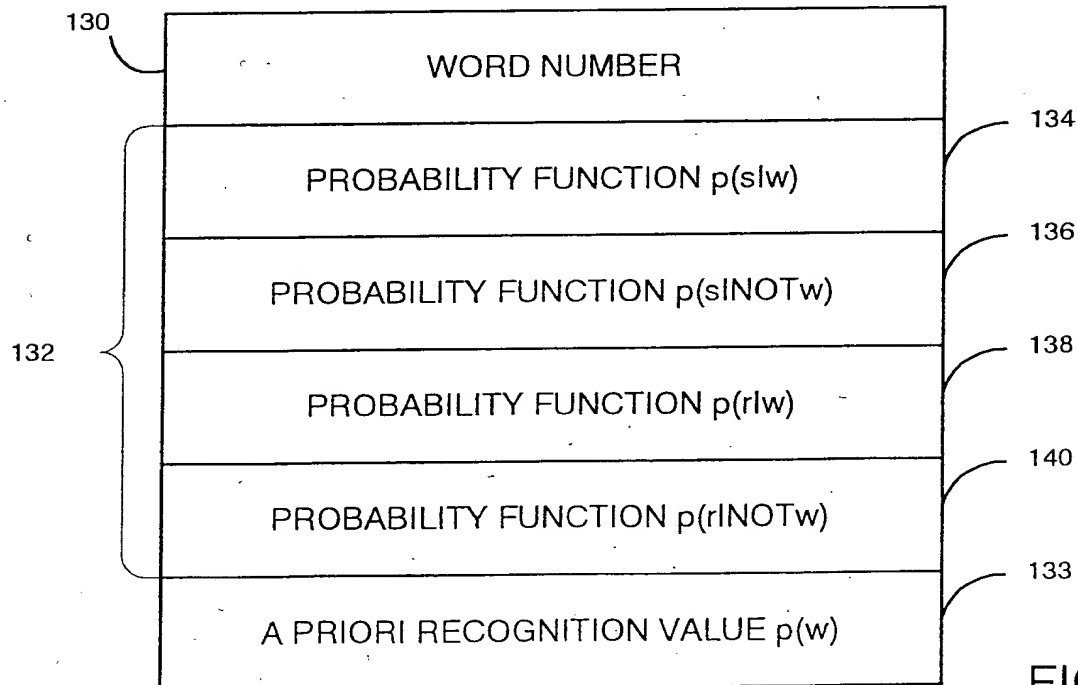 130
WORD NUMBER
134
PROBABILITY FUNCTION p(s|w)
136
PROBABILITY FUNCTION p(s|NOTw)
132
138
PROBABILITY FUNCTION p(r|w)
140
PROBABILITY FUNCTION p(r|NOTw)
133
A PRIORI RECOGNITION VALUE p(w)